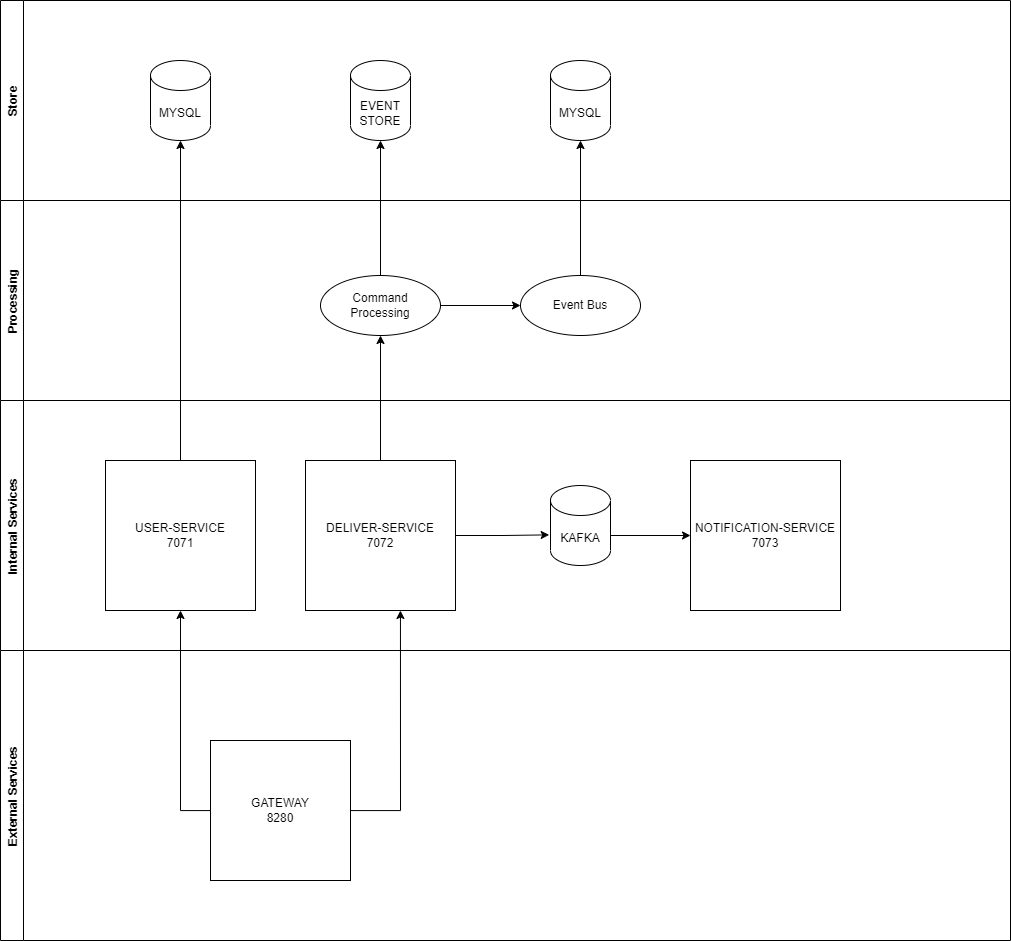 Store
MYSQL
EVENT
STORE
MYSQL
Processing
Command
Processing
Event Bus
Internal Services
USER-SERVICE
7071
DELIVER-SERVICE
7072
KAFKA
NOTIFICATION-SERVICE
7073
External Services
GATEWAY
8280